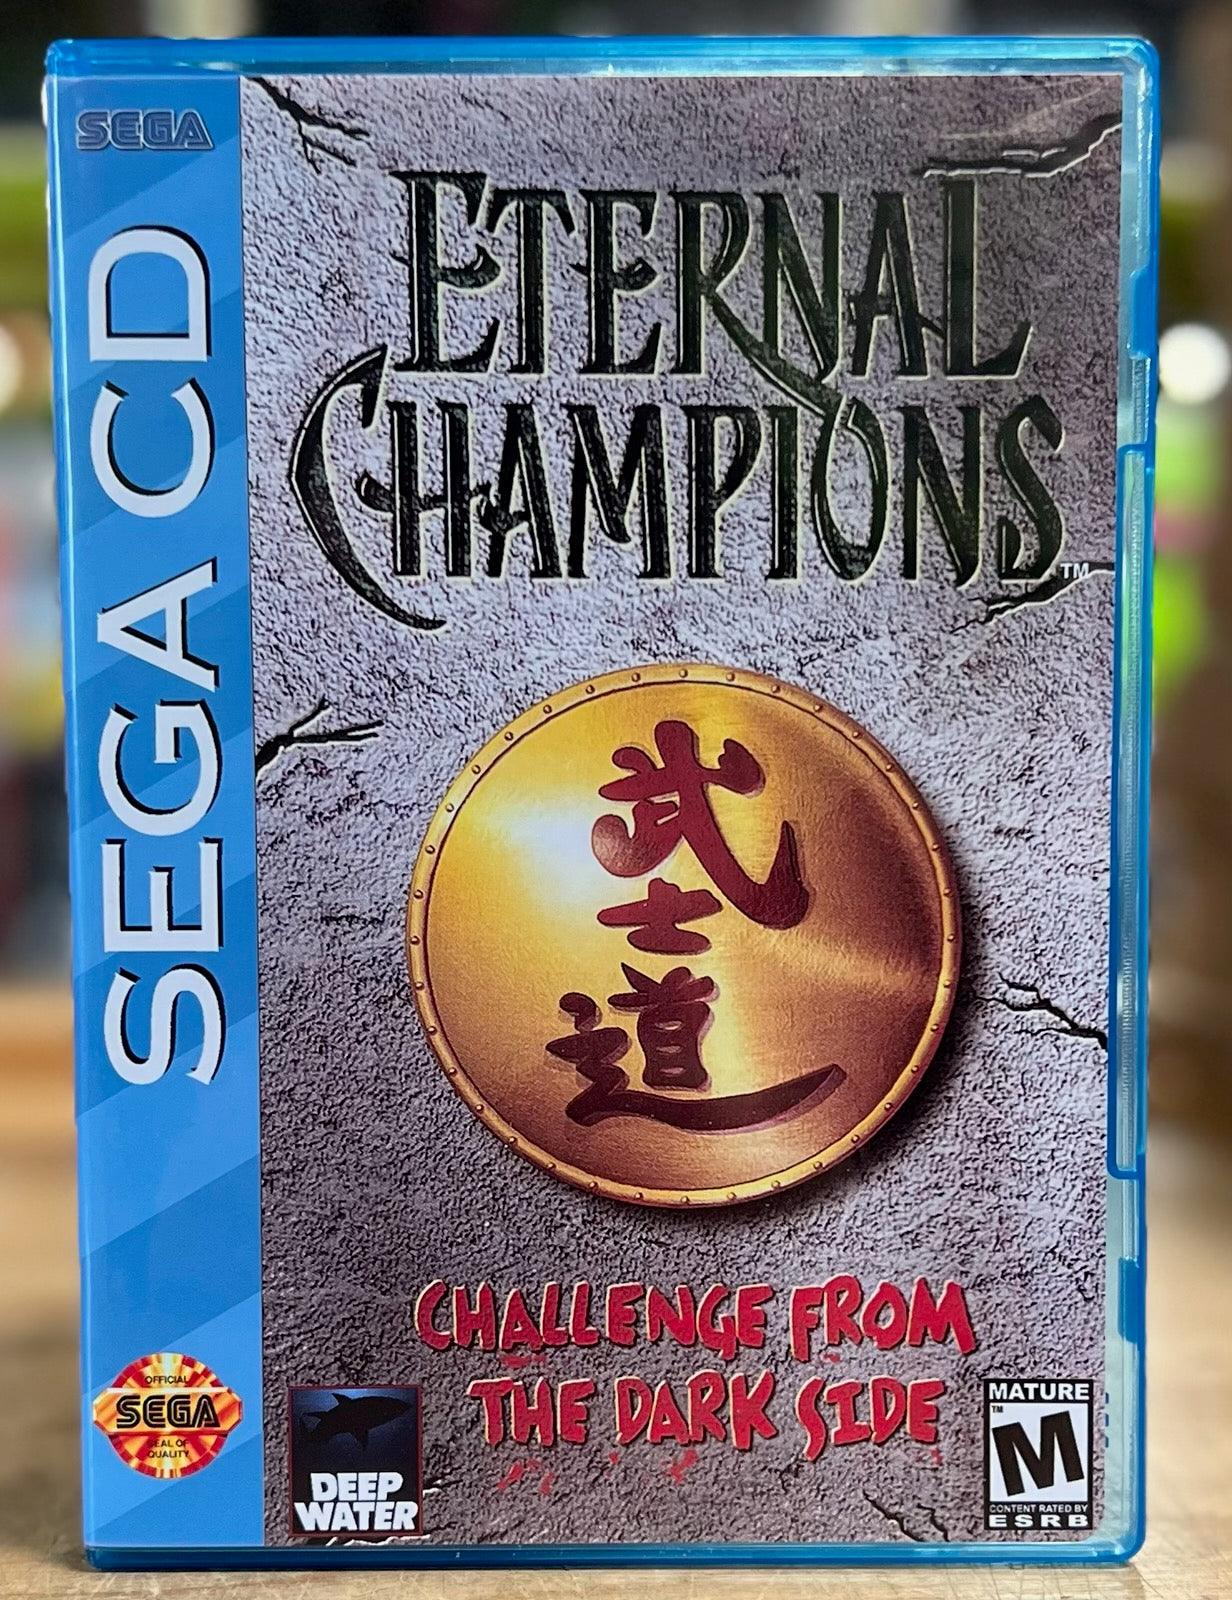 SEGA
SEGA CD
ETERNAL
CHAMPIONS
TM
武
士
道
CHALLENGE FROM
THE DARK SIDE
OFFICIAL
SEGA
SEAL OF
QUALITY
DEEP
WATER
MATURE
TM
M
CONTENT RATED BY
ESRB